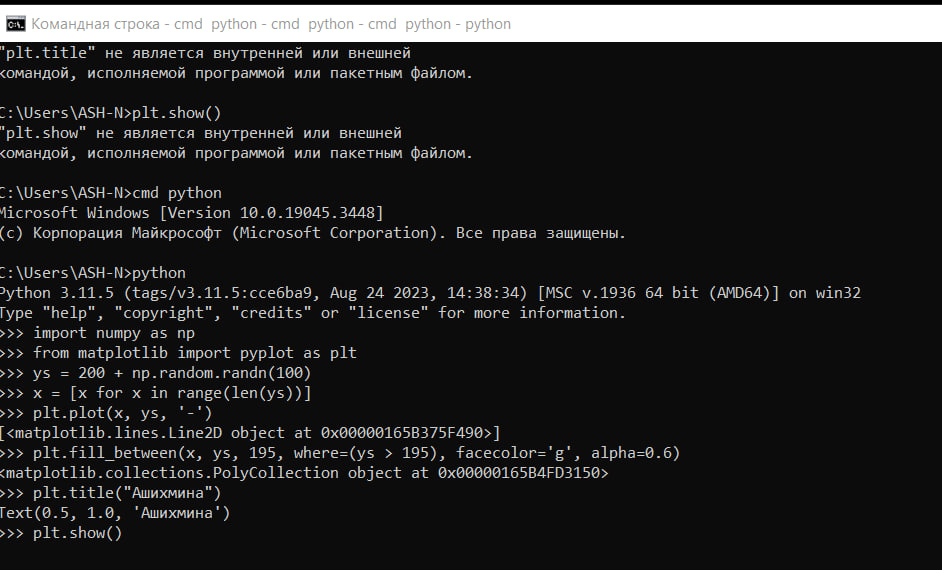 Командная строка - cmd  python - cmd  python - cmd  python - python
"plt.title" не является внутренней или внешней
командой, исполняемой программой или пакетным файлом.
C:\Users\ASH-N>plt.show()
"plt.show" не является внутренней или внешней
командой, исполняемой программой или пакетным файлом.
C:\Users\ASH-N>cmd python
Microsoft Windows [Version 10.0.19045.3448]
(c) Корпорация Майкрософт (Microsoft Corporation). Все права защищены.
C:\Users\ASH-N>python
Python 3.11.5 (tags/v3.11.5:cce6ba9, Aug 24 2023, 14:38:34) [MSC v.1936 64 bit (AMD64)] on win32
Type "help", "copyright", "credits" or "license" for more information.
>>> import numpy as np
>>> from matplotlib import pyplot as plt
>>> ys = 200 + np.random.randn(100)
>>> x = [x for x in range(len(ys))]
>>> plt.plot(x, ys, '-')
[<matplotlib.lines.Line2D object at 0x00000165B375F490>]
>>> plt.fill_between(x, ys, 195, where=(ys > 195), facecolor='g', alpha=0.6)
<matplotlib.collections.PolyCollection object at 0x00000165B4FD3150>
>>> plt.title("Ашихмина")
Text(0.5, 1.0, 'Ашихмина')
>>> plt.show()